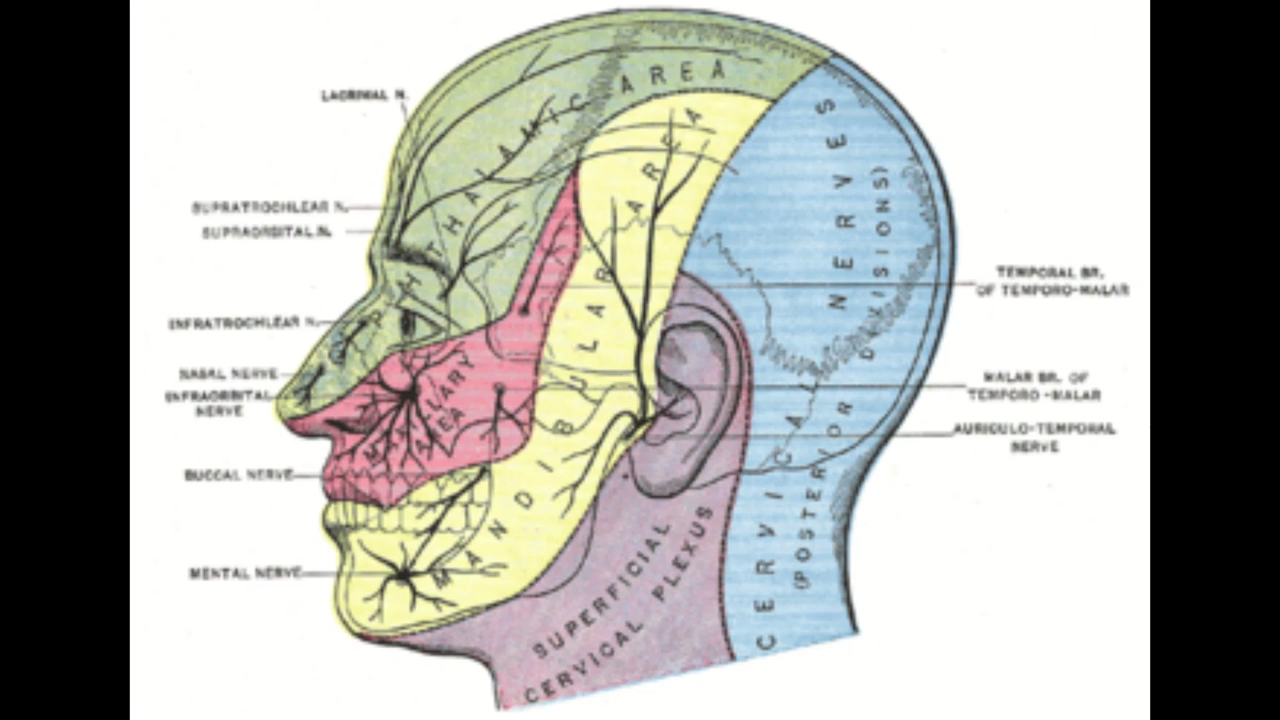 LACRIMAL N.
SUPRATROCHLEAR N.
SUPRAORBITAL N.
INFRATROCHLEAR N.
NASAL NERVE
INFRAORBITAL
NERVE
BUCCAL NERVE
MENTAL NERVE
OPHTHALAMIC AREA
MAXILLARY
AREA
MANDIBULAR AREA
SUPERFICIAL
CERVICAL PLEXUS
CERVICAL NERVES
(POSTERIOR DIVISIONS)
TEMPORAL BR.
OF TEMPORO-MALAR
MALAR BR. OF
TEMPORO-MALAR
AURICULO-TEMPORAL
NERVE